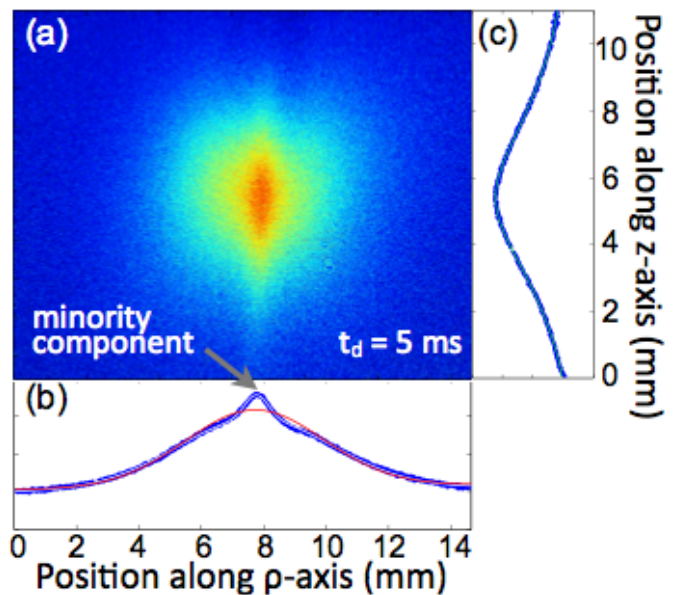 (a)
minority
component
t_d = 5 ms
(b)
0 2 4 6 8 10 12 14
Position along ρ-axis (mm)
(c)
10
8
6
4
2
0
Position along z-axis (mm)